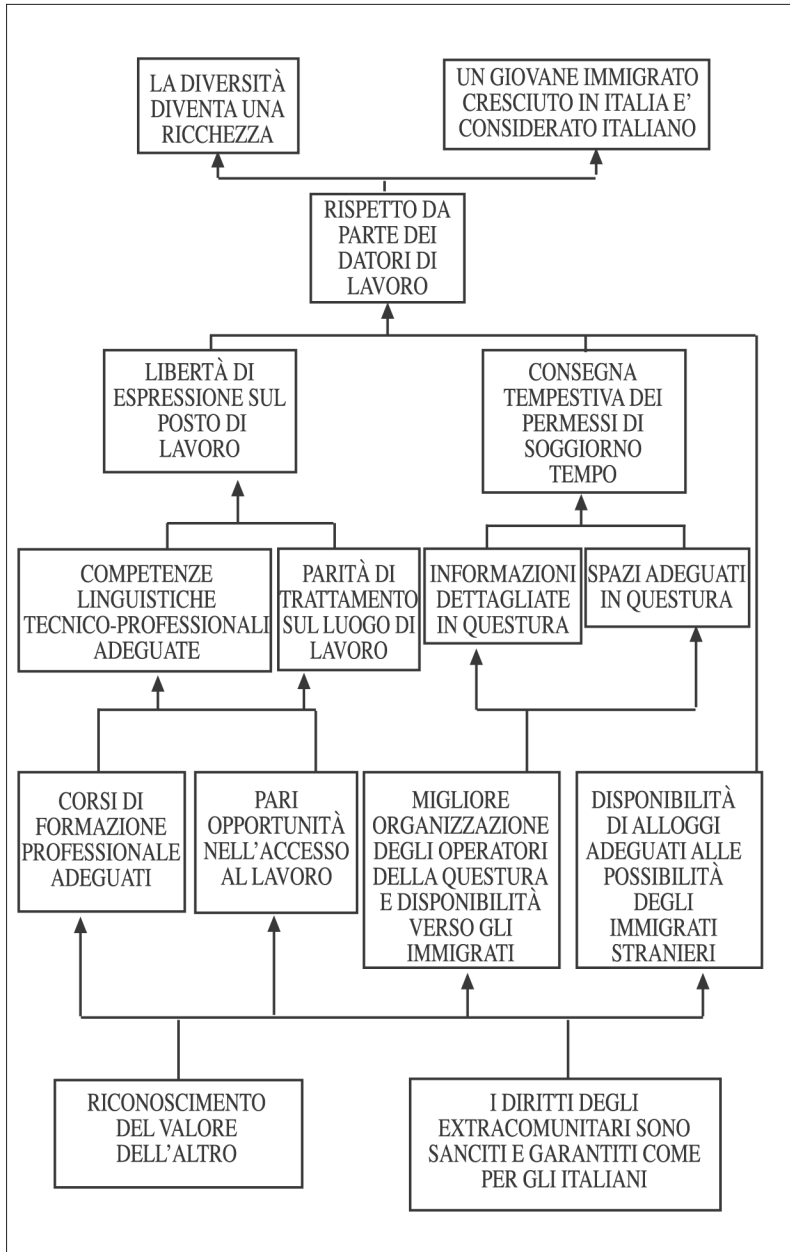 LA DIVERSITÀ
DIVENTA UNA
RICCHEZZA
UN GIOVANE IMMIGRATO
CRESCIUTO IN ITALIA E'
CONSIDERATO ITALIANO
RISPETTO DA
PARTE DEI
DATORI DI
LAVORO
LIBERTÀ DI
ESPRESSIONE SUL
POSTO DI
LAVORO
CONSEGNA
TEMPESTIVA DEI
PERMESSI DI
SOGGIORNO
TEMPO
COMPETENZE
LINGUISTICHE
TECNICO-PROFESSIONALI
ADEGUATE
PARITÀ DI
TRATTAMENTO
SUL LUOGO DI
LAVORO
INFORMAZIONI
DETTAGLIATE
IN QUESTURA
SPAZI ADEGUATI
IN QUESTURA
CORSI DI
FORMAZIONE
PROFESSIONALE
ADEGUATI
PARI
OPPORTUNITÀ
NELL'ACCESSO
AL LAVORO
MIGLIORE
ORGANIZZAZIONE
DEGLI OPERATORI
DELLA QUESTURA
E DISPONIBILITÀ
VERSO GLI
IMMIGRATI
DISPONIBILITÀ
DI ALLOGGI
ADEGUATI ALLE
POSSIBILITÀ
DEGLI
IMMIGRATI
STRANIERI
RICONOSCIMENTO
DEL VALORE
DELL'ALTRO
I DIRITTI DEGLI
EXTRACOMUNITARI SONO
SANCITI E GARANTITI COME
PER GLI ITALIANI